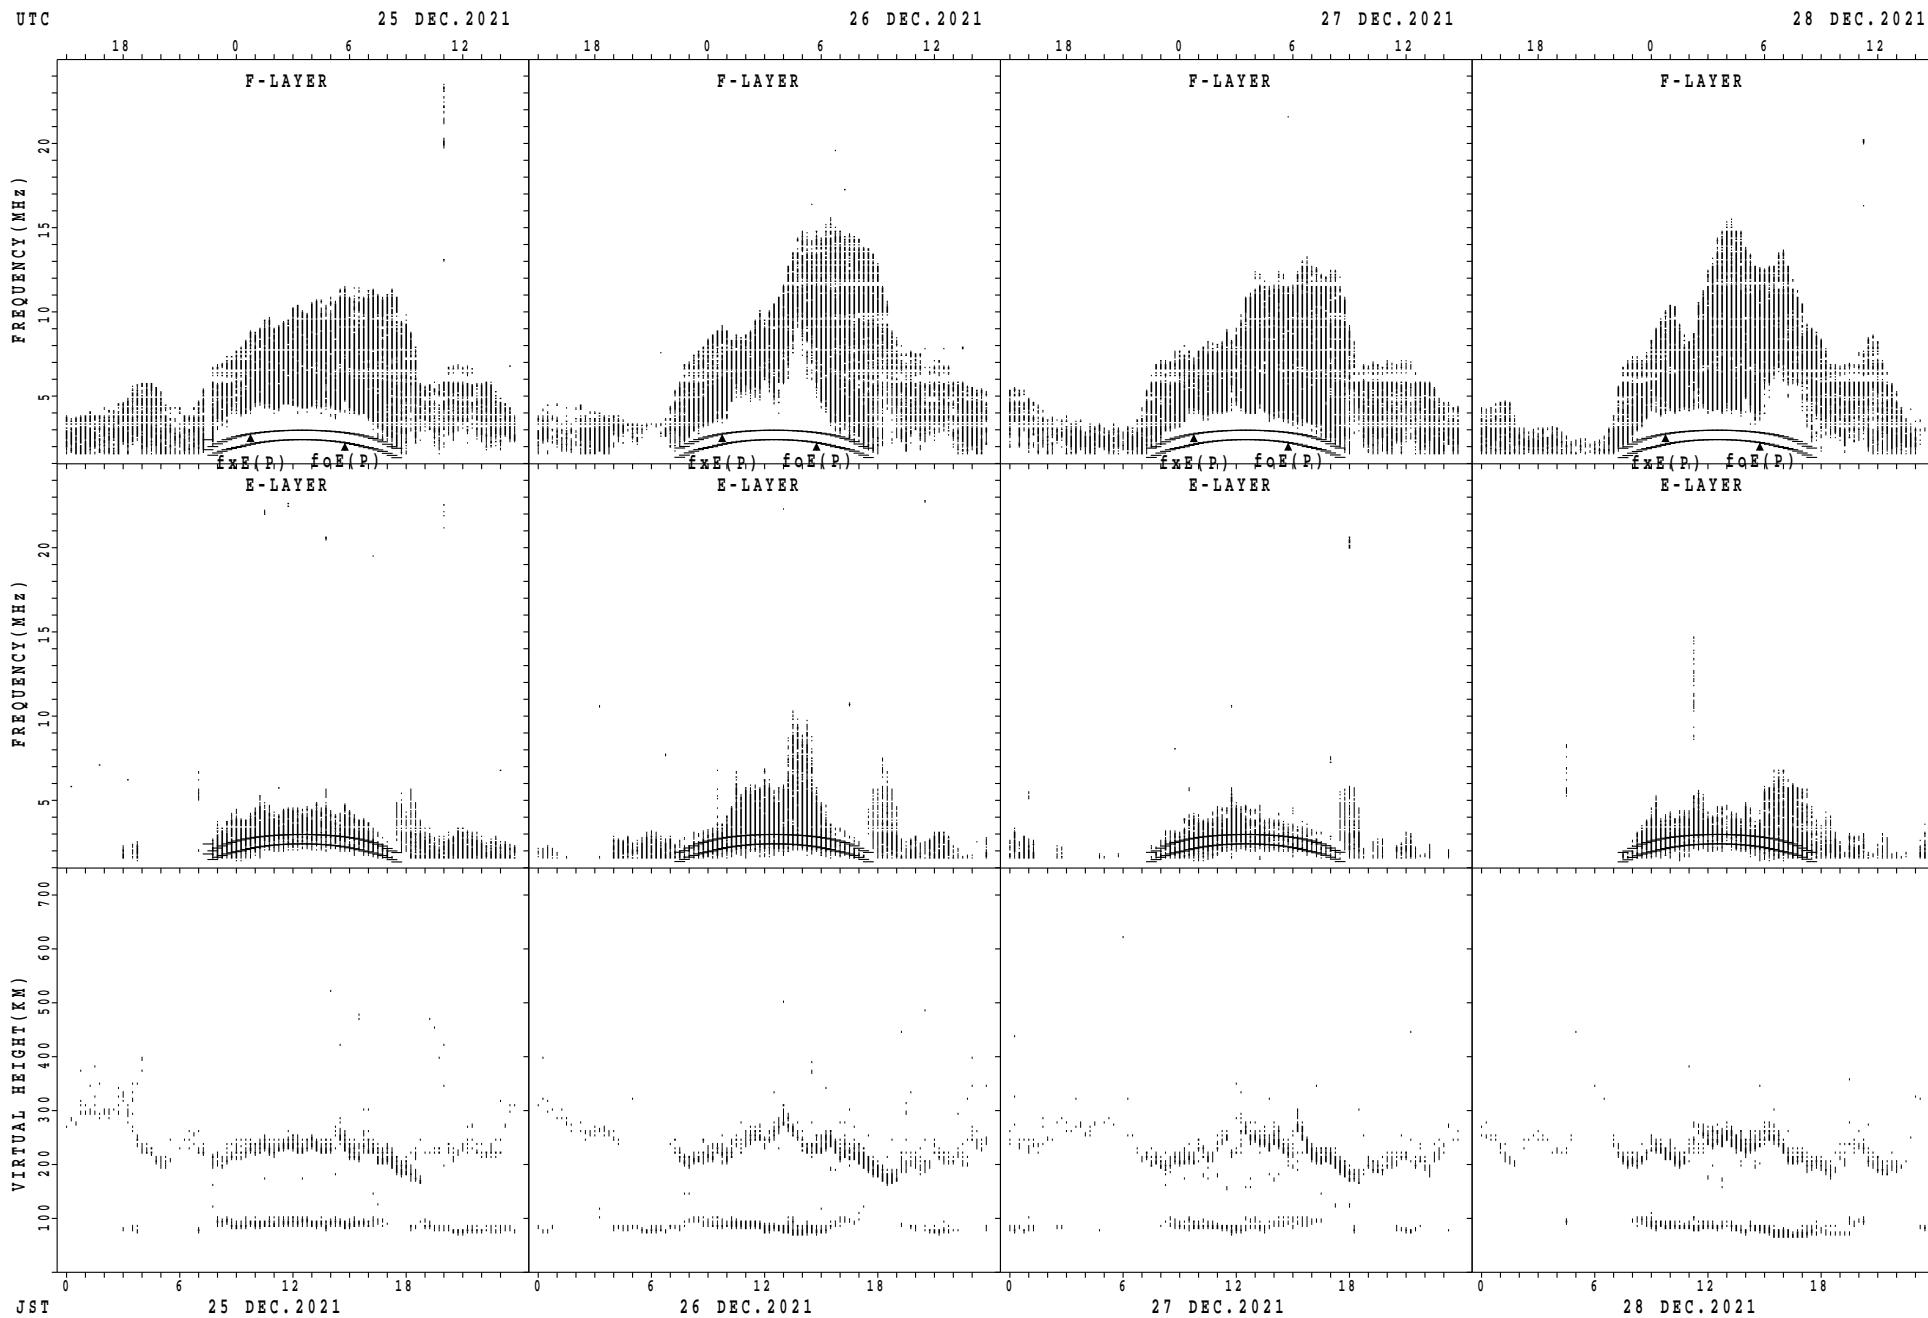 UTC 25 DEC.2021 26 DEC.2021 27 DEC.2021 28 DEC.2021
18 0 6 12 18 0 6 12 18 0 6 12 18 0 6 12
F-LAYER F-LAYER F-LAYER F-LAYER
FREQUENCY(MHz)
20
15
10
5
fxE(P) foE(P) fxE(P) foE(P) fxE(P) foE(P) fxE(P) foE(P)
E-LAYER E-LAYER E-LAYER E-LAYER
FREQUENCY(MHz)
20
15
10
5
VIRTUAL HEIGHT(KM)
700
600
500
400
300
200
100
0 6 12 18 0 6 12 18 0 6 12 18 0 6 12 18
JST 25 DEC.2021 26 DEC.2021 27 DEC.2021 28 DEC.2021